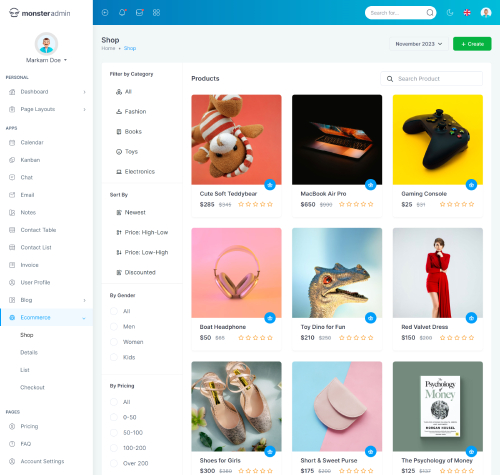 monsteradmin
Search for...
Markarn Doe
PERSONAL
Dashboard
Page Layouts
APPS
Calendar
Kanban
Chat
Email
Notes
Contact Table
Contact List
Invoice
User Profile
Blog
Ecommerce
Shop
Details
List
Checkout
PAGES
Pricing
FAQ
Account Settings
Shop
Home • Shop
November 2023
+ Create
Filter by Category
All
Fashion
Books
Toys
Electronics
Sort By
Newest
Price: High-Low
Price: Low-High
Discounted
By Gender
All
Men
Women
Kids
By Pricing
All
0-50
50-100
100-200
Over 200
Products
Search Product
Cute Soft Teddybear
$285 $345
MacBook Air Pro
$650 $900
Gaming Console
$25 $31
Boat Headphone
$50 $65
Toy Dino for Fun
$210 $250
Red Valvet Dress
$150 $200
Shoes for Girls
$300 $380
Short & Sweet Purse
$175 $200
The Psychology of Money
MORGAN HOUSEL
The Psychology of Money
$125 $137